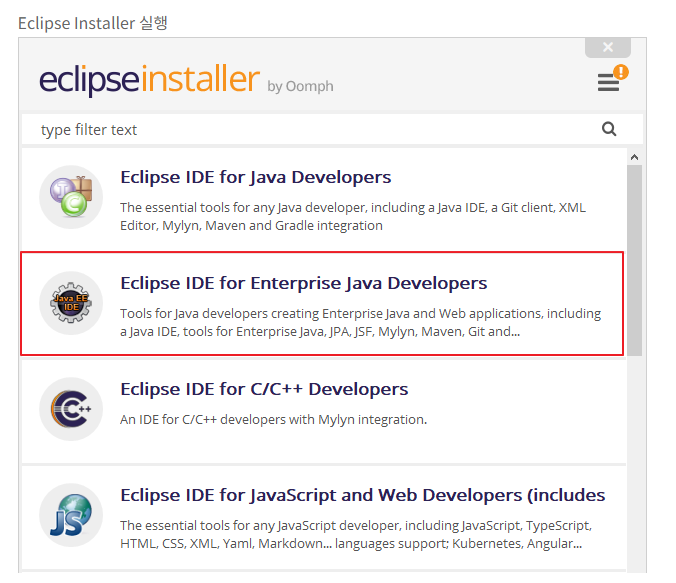 Eclipse Installer 실행
eclipseinstaller by Oomph
type filter text
Eclipse IDE for Java Developers
The essential tools for any Java developer, including a Java IDE, a Git client, XML
Editor, Mylyn, Maven and Gradle integration
Java EE
IDE
Eclipse IDE for Enterprise Java Developers
Tools for Java developers creating Enterprise Java and Web applications, including
a Java IDE, tools for Enterprise Java, JPA, JSF, Mylyn, Maven, Git and...
C++
Eclipse IDE for C/C++ Developers
An IDE for C/C++ developers with Mylyn integration.
JS
Eclipse IDE for JavaScript and Web Developers (includes
The essential tools for any JavaScript developer, including JavaScript, TypeScript,
HTML, CSS, XML, Yaml, Markdown... languages support; Kubernetes, Angular...